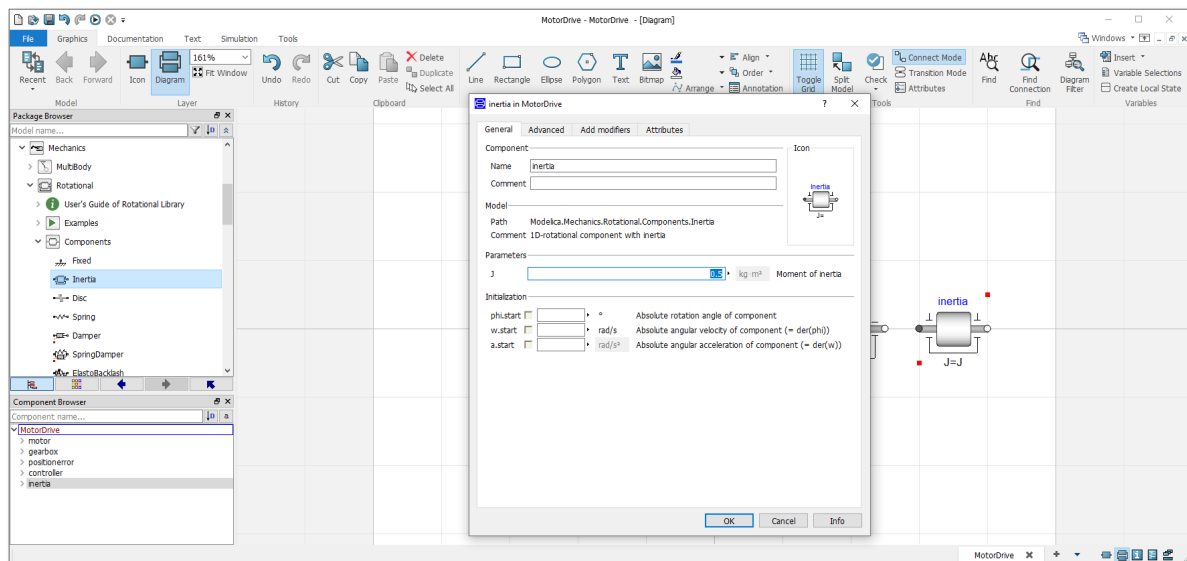 MotorDrive - MotorDrive - [Diagram]
File Graphics Documentation Text Simulation Tools
Windows
161%
Fit Window
Recent Back Forward Icon Diagram Undo Redo Cut Copy Paste
Delete
Duplicate
Select All
Line Rectangle Ellipse Polygon Text Bitmap
Align
Order
Arrange Annotation
Toggle Grid
Split Model
Check
Connect Mode
Transition Mode
Attributes
Find
Find Connection
Diagram Filter
Insert
Variable Selections
Create Local State
Model Layer History Clipboard Tools Find Variables
Package Browser
Model name...
Mechanics
MultiBody
Rotational
User's Guide of Rotational Library
Examples
Components
Fixed
Inertia
Disc
Spring
Damper
SpringDamper
ElastoBacklash
Component Browser
Component name...
MotorDrive
motor
gearbox
positionerror
controller
inertia
inertia in MotorDrive
General Advanced Add modifiers Attributes
Component
Name inertia
Comment
Icon
inertia
J=
Model
Path Modelica.Mechanics.Rotational.Components.Inertia
Comment 1D-rotational component with inertia
Parameters
J 0.5 kg·m² Moment of inertia
Initialization
phi.start ° Absolute rotation angle of component
w.start rad/s Absolute angular velocity of component (= der(phi))
a.start rad/s² Absolute angular acceleration of component (= der(w))
OK Cancel Info
inertia
J=J
MotorDrive